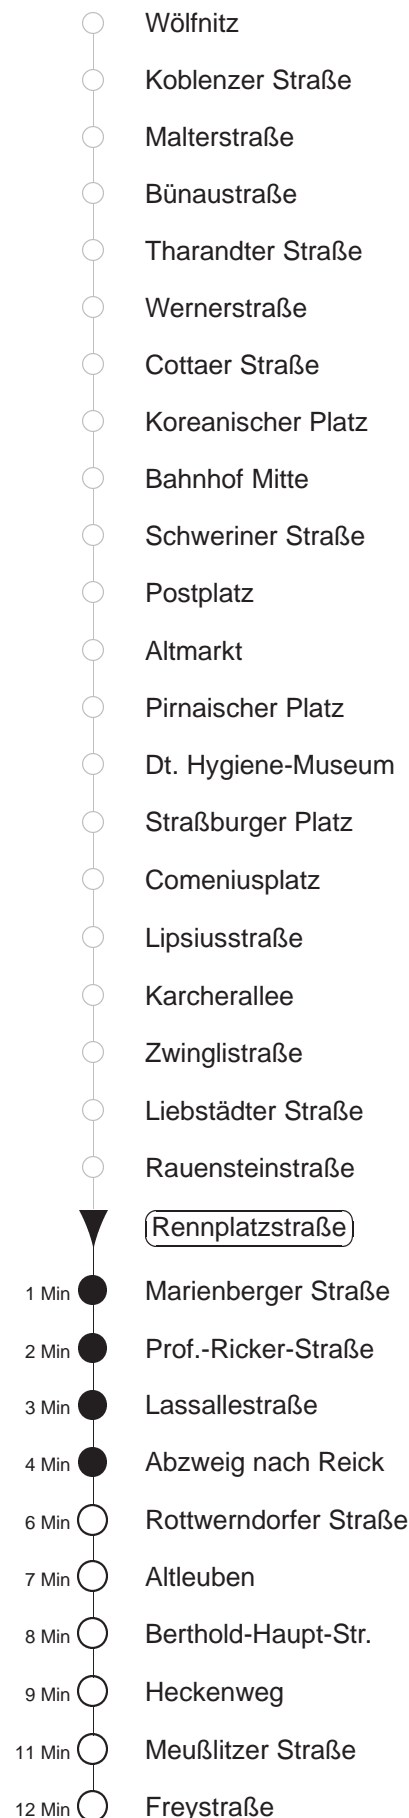 Wölfnitz
Koblenzer Straße
Malterstraße
Bünaustraße
Tharandter Straße
Wernerstraße
Cottaer Straße
Koreanischer Platz
Bahnhof Mitte
Schweriner Straße
Postplatz
Altmarkt
Pirnaischer Platz
Dt. Hygiene-Museum
Straßburger Platz
Comeniusplatz
Lipsiusstraße
Karcherallee
Zwinglistraße
Liebstädter Straße
Rauensteinstraße
Rennplatzstraße
1 Min Marienberger Straße
2 Min Prof.-Ricker-Straße
3 Min Lassallestraße
4 Min Abzweig nach Reick
6 Min Rottwerndorfer Straße
7 Min Altleuben
8 Min Berthold-Haupt-Str.
9 Min Heckenweg
11 Min Meußlitzer Straße
12 Min Freystraße